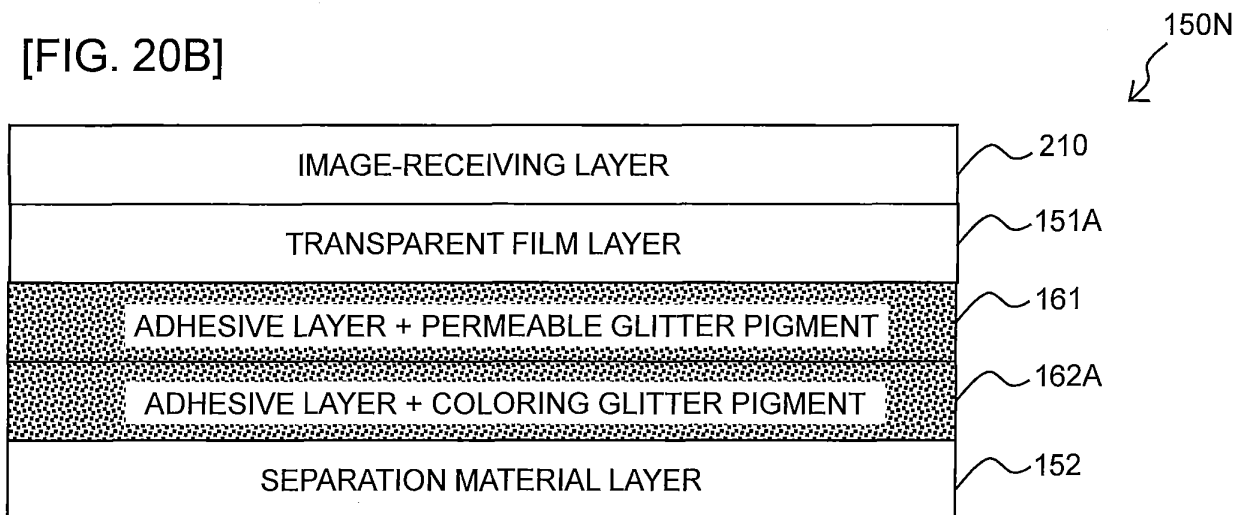 150N
[FIG. 20B]
IMAGE-RECEIVING LAYER 210
TRANSPARENT FILM LAYER 151A
ADHESIVE LAYER + PERMEABLE GLITTER PIGMENT 161
ADHESIVE LAYER + COLORING GLITTER PIGMENT 162A
SEPARATION MATERIAL LAYER 152